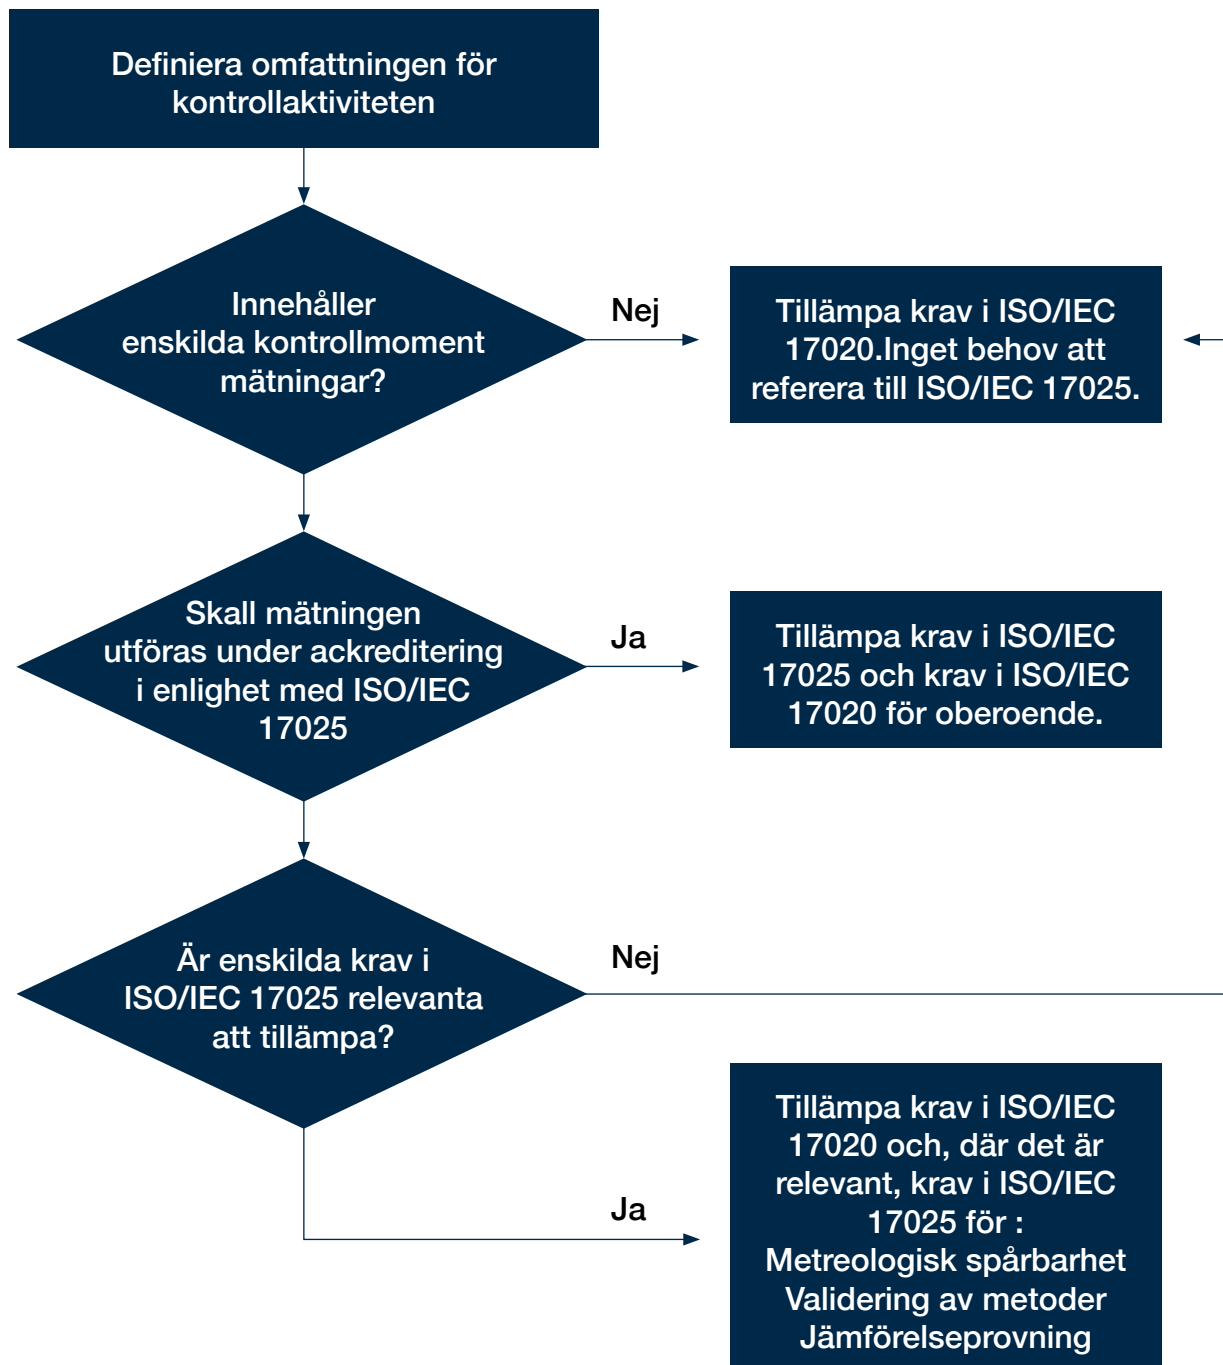 Definiera omfattningen för
kontrollaktiviteten
Innehåller
enskilda kontrollmoment
mätningar?
Nej
Tillämpa krav i ISO/IEC
17020.Inget behov att
referera till ISO/IEC 17025.
Skall mätningen
utföras under ackreditering
i enlighet med ISO/IEC
17025
Ja
Tillämpa krav i ISO/IEC
17025 och krav i ISO/IEC
17020 för oberoende.
Är enskilda krav i
ISO/IEC 17025 relevanta
att tillämpa?
Nej
Ja
Tillämpa krav i ISO/IEC
17020 och, där det är
relevant, krav i ISO/IEC
17025 för :
Metreologisk spårbarhet
Validering av metoder
Jämförelseprovning